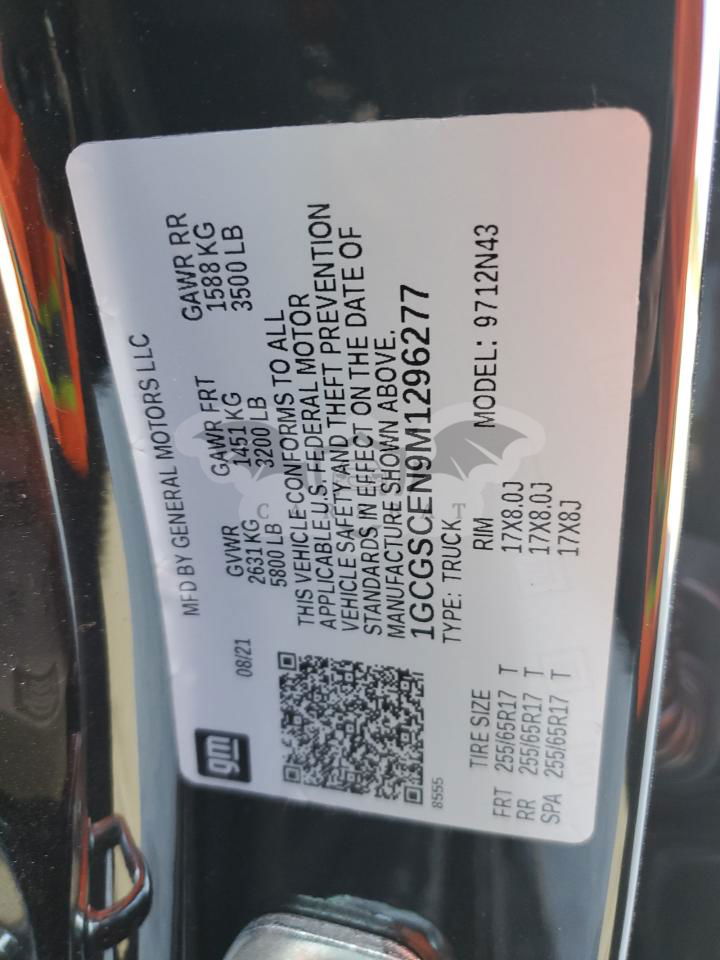 gm
08/21
MFD BY GENERAL MOTORS LLC
GVWR GAWR FRT GAWR RR
2631 KG 1451 KG 1588 KG
5800 LB 3200 LB 3500 LB
THIS VEHICLE CONFORMS TO ALL
APPLICABLE U.S. FEDERAL MOTOR
VEHICLE SAFETY AND THEFT PREVENTION
STANDARDS IN EFFECT ON THE DATE OF
MANUFACTURE SHOWN ABOVE.
1GCGSCEN9M1296277
TYPE: TRUCK
8555
MODEL: 9712N43
TIRE SIZE RIM
FRT 255/65R17 T 17X8.0J
RR 255/65R17 T 17X8.0J
SPA 255/65R17 T 17X8J